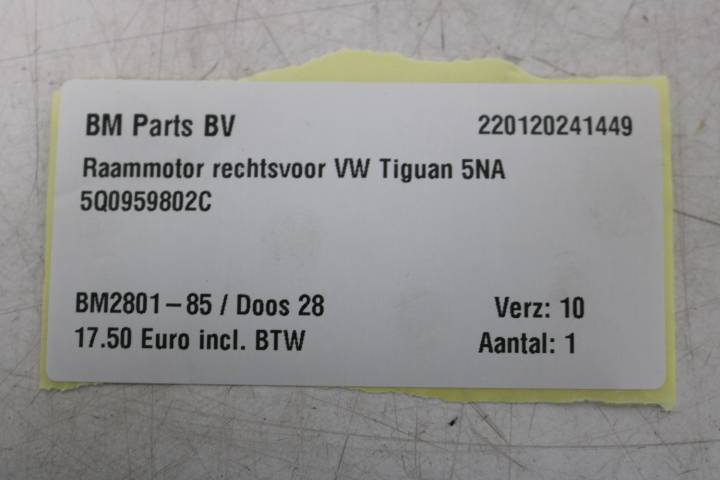 BM Parts BV 220120241449
Raammotor rechtsvoor VW Tiguan 5NA
5Q0959802C
BM2801-85 / Doos 28 Verz: 10
17.50 Euro incl. BTW Aantal: 1